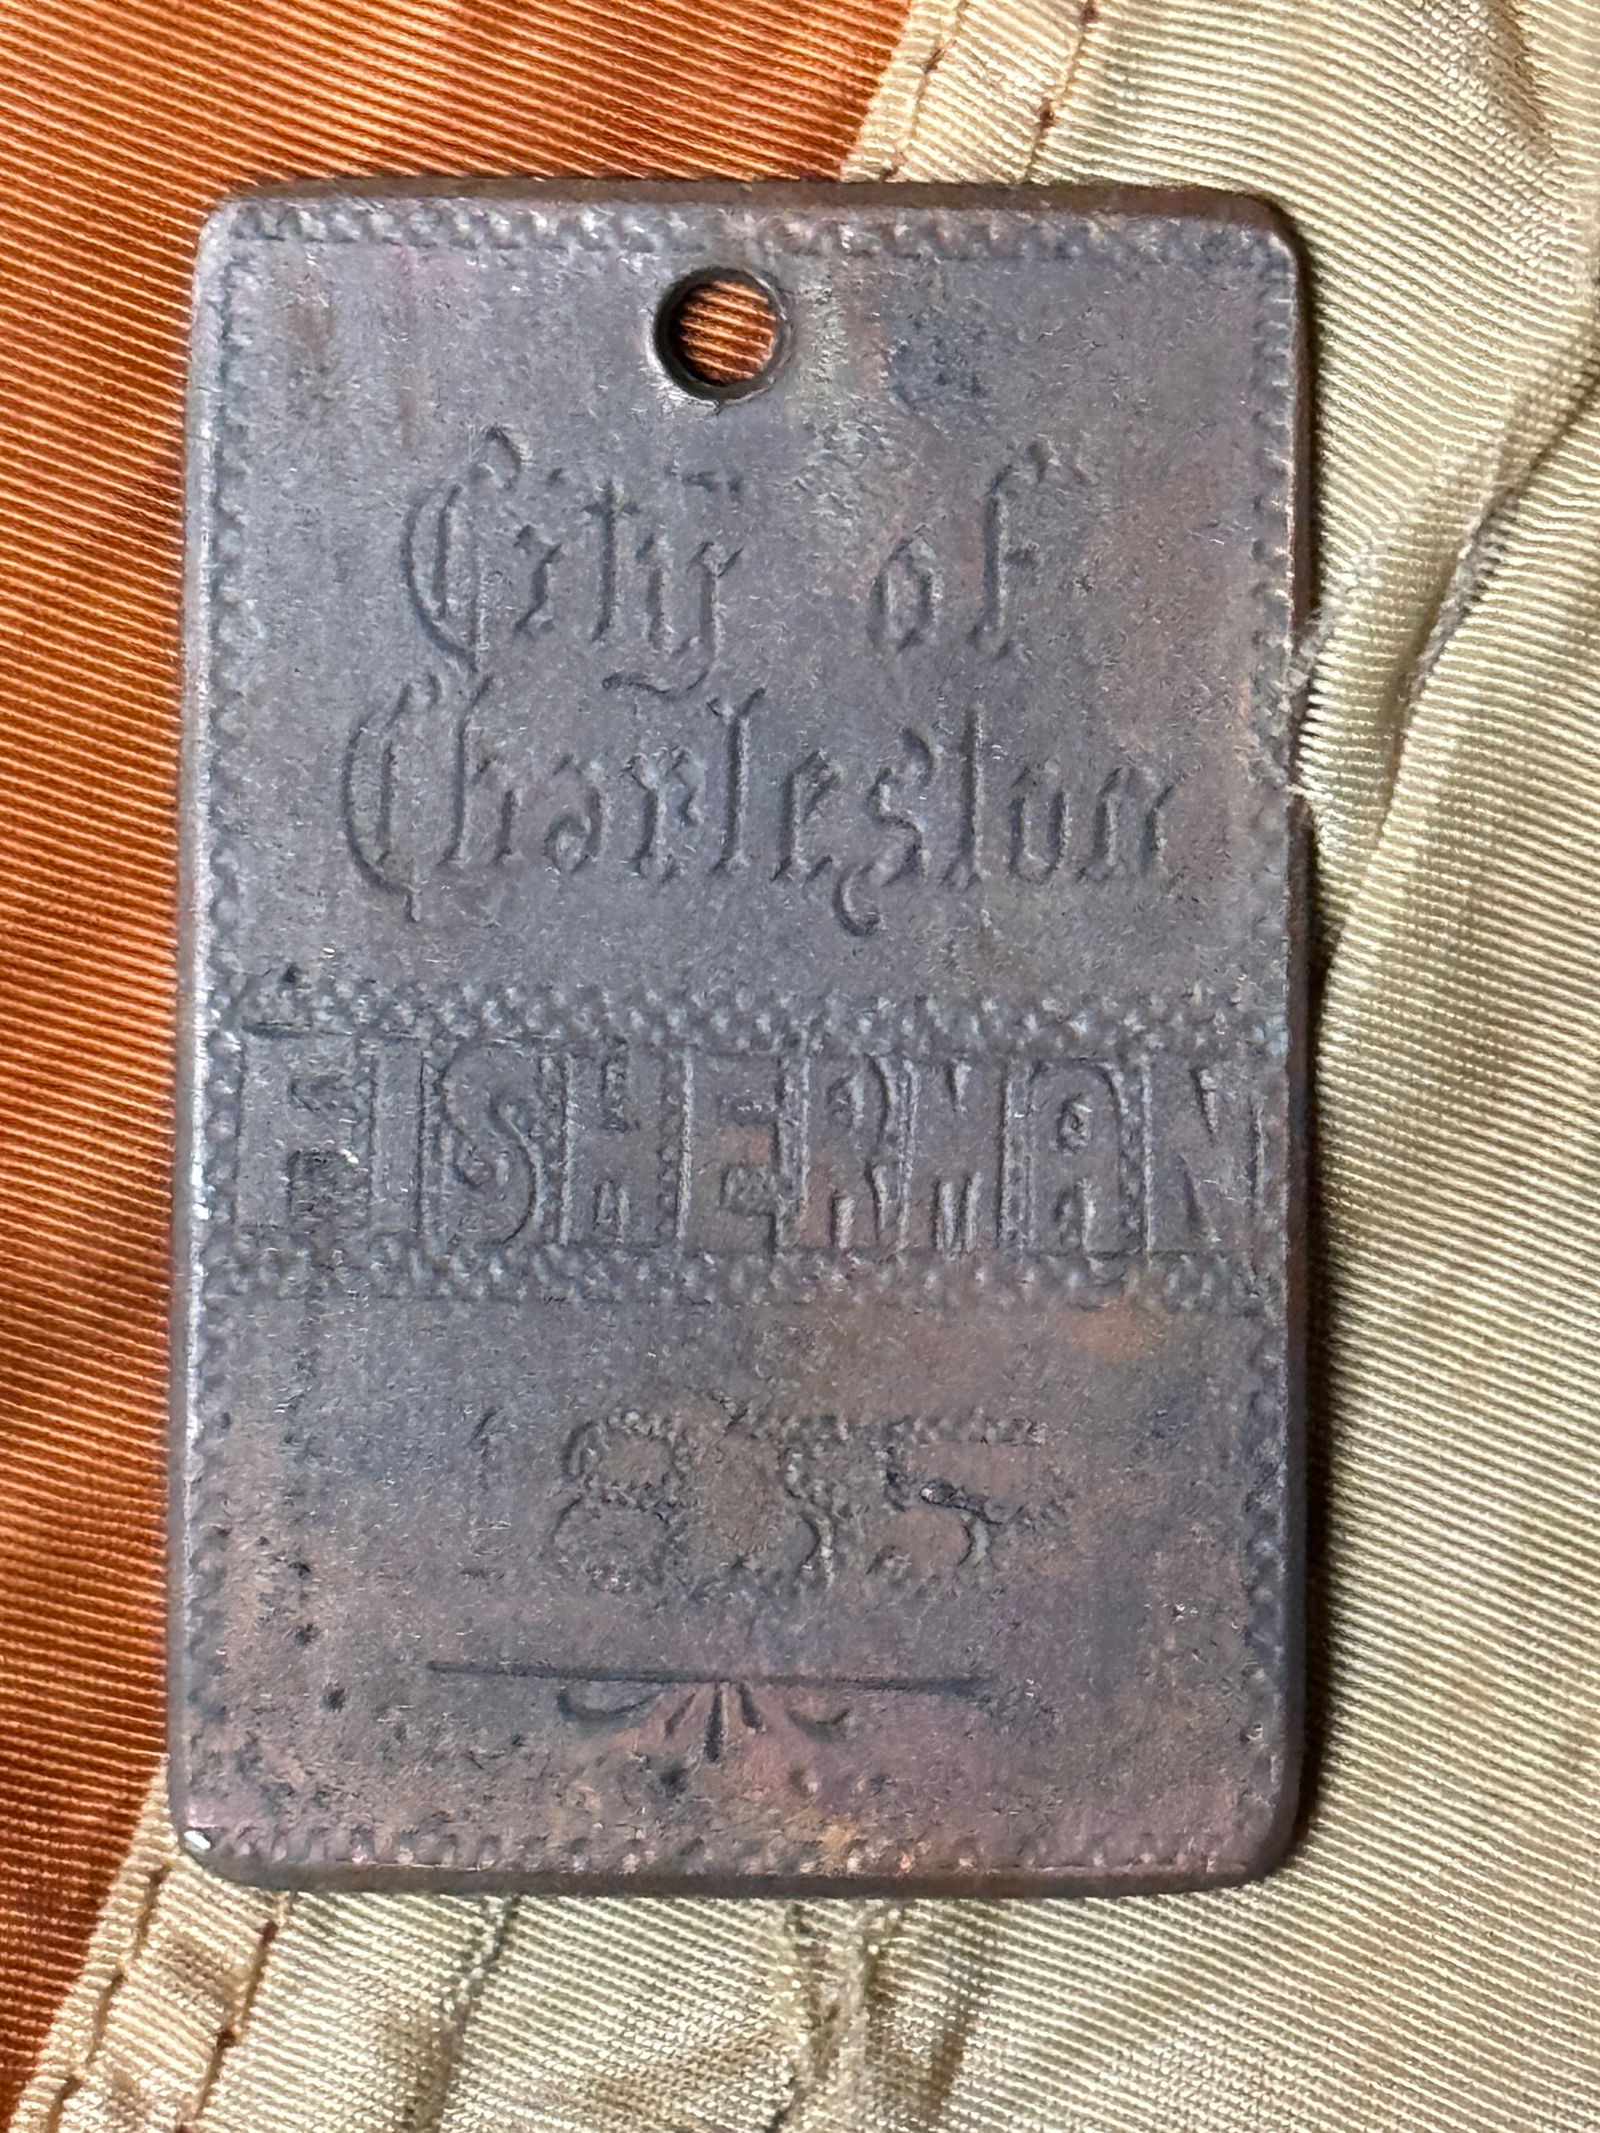 City of
Charleston
FISHERMAN
1835